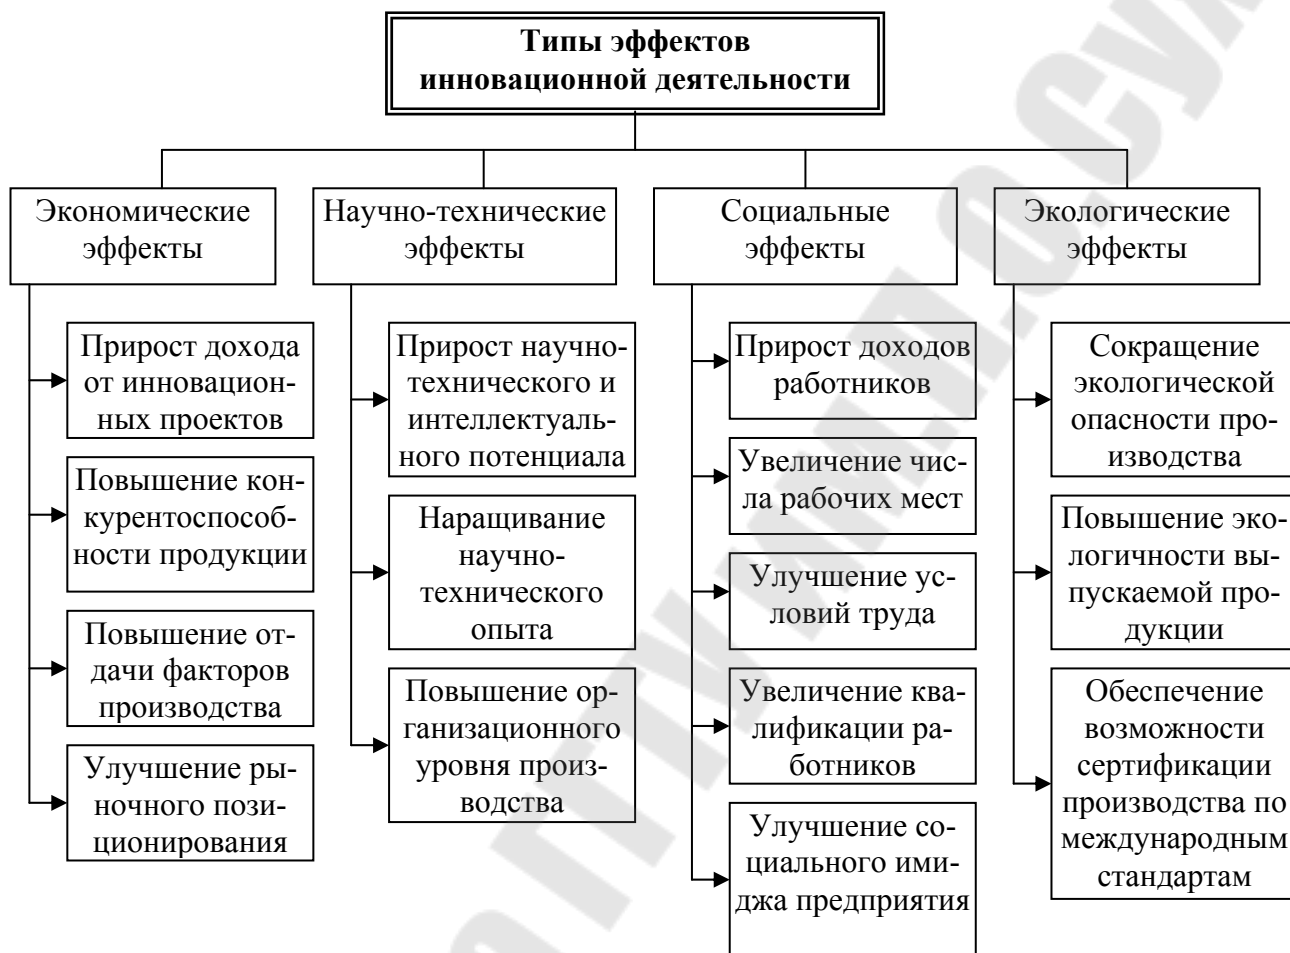 Типы эффектов
инновационной деятельности
Экономические
эффекты
Прирост дохода
от инновацион-
ных проектов
Повышение кон-
курентоспособ-
ности продукции
Повышение от-
дачи факторов
производства
Улучшение ры-
ночного пози-
ционирования
Научно-технические
эффекты
Прирост научно-
технического и
интеллектуаль-
ного потенциала
Наращивание
научно-
технического
опыта
Повышение ор-
ганизационного
уровня произ-
водства
Социальные
эффекты
Прирост доходов
работников
Увеличение чис-
ла рабочих мест
Улучшение ус-
ловий труда
Увеличение ква-
лификации ра-
ботников
Улучшение со-
циального ими-
джа предприятия
Экологические
эффекты
Сокращение
экологической
опасности про-
изводства
Повышение эко-
логичности вы-
пускаемой про-
дукции
Обеспечение
возможности
сертификации
производства по
международным
стандартам
ГГТУ им. П.О.Сух